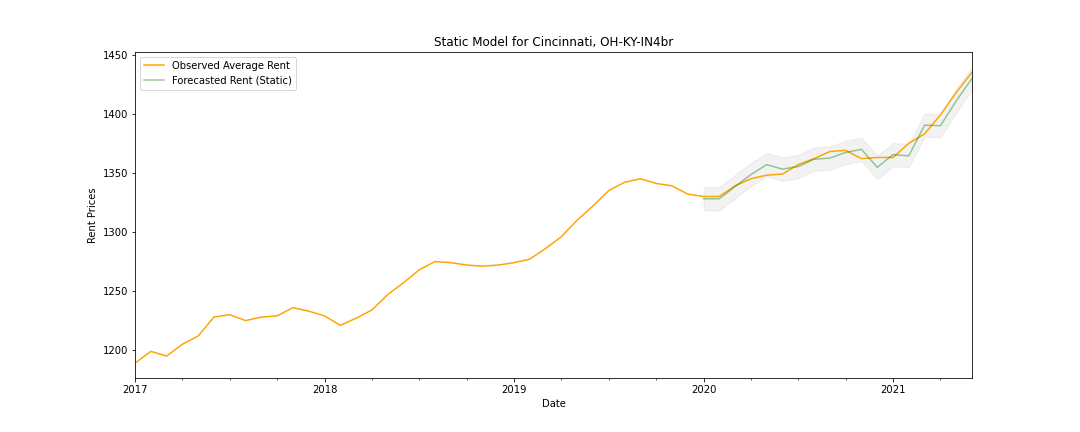 Static Model for Cincinnati, OH-KY-IN4br
Observed Average Rent
Forecasted Rent (Static)
1450
1400
1350
1300
1250
1200
Rent Prices
2017 2018 2019 2020 2021
Date